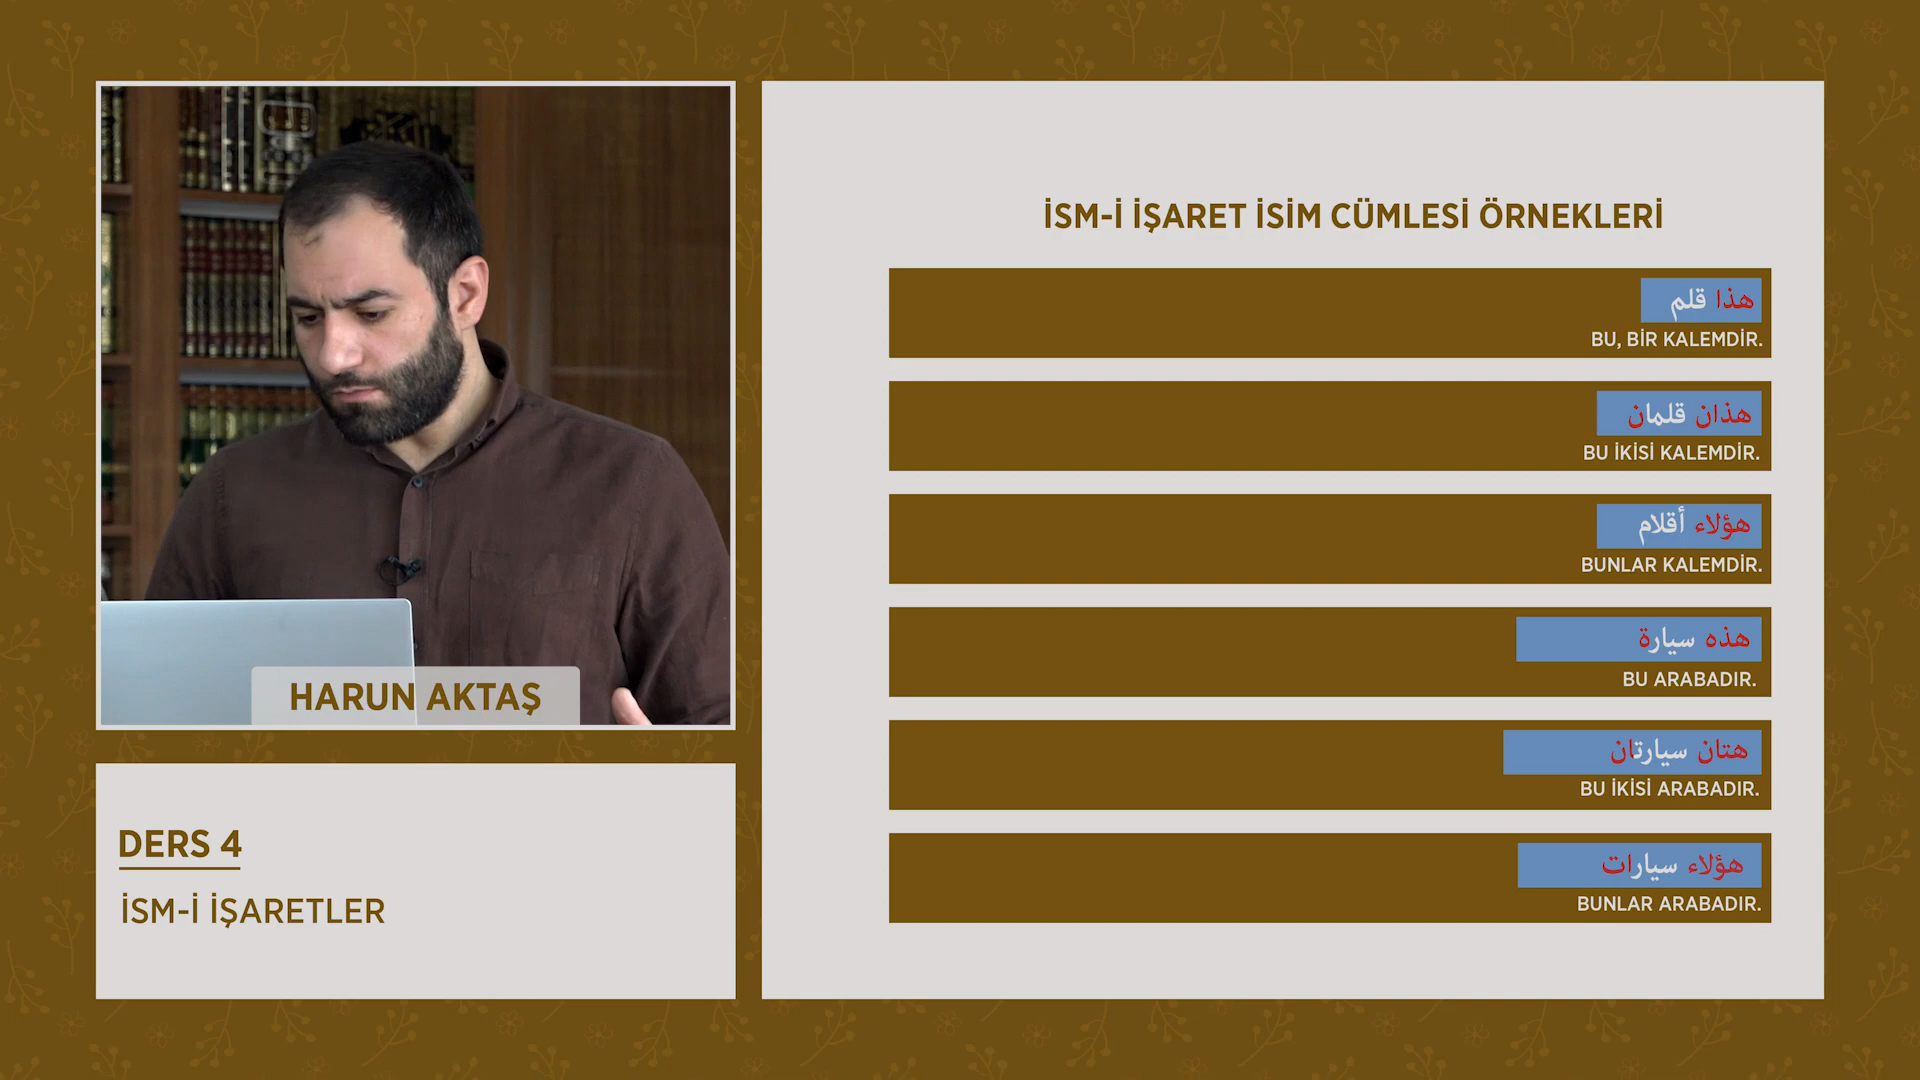 HARUN AKTAŞ
DERS 4
İSM-İ İŞARETLER
İSM-İ İŞARET İSİM CÜMLESİ ÖRNEKLERİ
هذا قلم
BU, BİR KALEMDİR.
هذان قلمان
BU İKİSİ KALEMDİR.
هؤلاء أقلام
BUNLAR KALEMDİR.
هذه سيارة
BU ARABADIR.
هتان سيارتان
BU İKİSİ ARABADIR.
هؤلاء سيارات
BUNLAR ARABADIR.